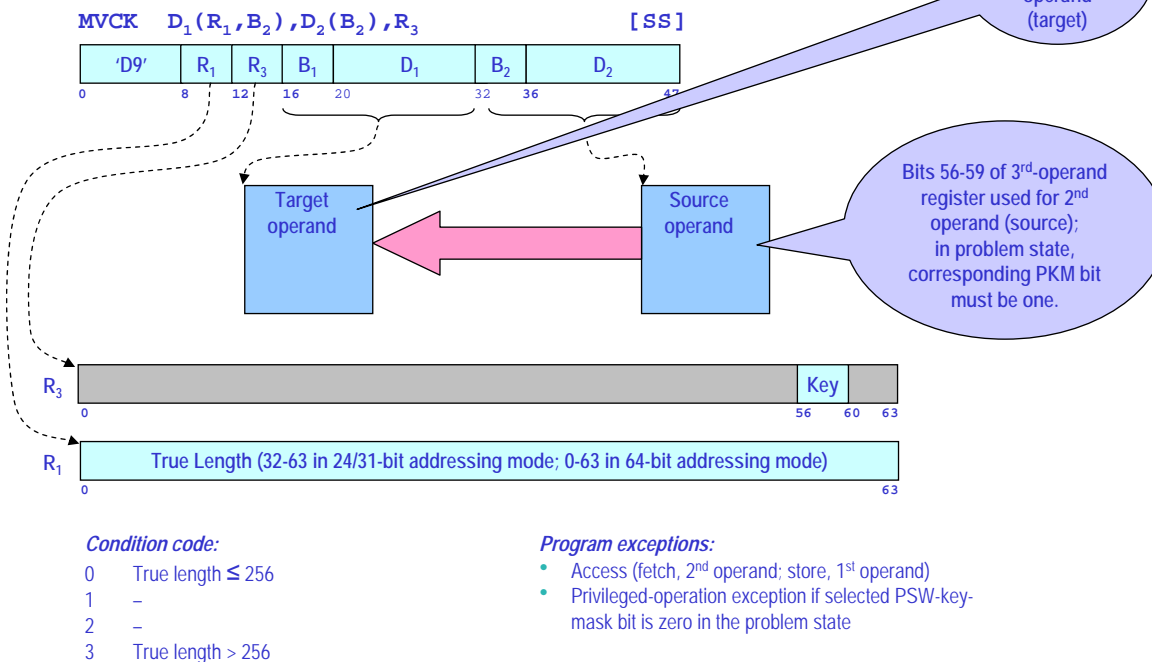 operand
(target)
MVCK D₁(R₁,B₂),D₂(B₂),R₃ [SS]
‘D9’ R₁ R₃ B₁ D₁ B₂ D₂
0 8 12 16 20 32 36 47
Target
operand
Source
operand
Bits 56-59 of 3rd-operand
register used for 2nd
operand (source);
in problem state,
corresponding PKM bit
must be one.
R₃ Key
0 56 60 63
R₁ True Length (32-63 in 24/31-bit addressing mode; 0-63 in 64-bit addressing mode)
0 63
Condition code:
0 True length ≤ 256
1 –
2 –
3 True length > 256
Program exceptions:
• Access (fetch, 2nd operand; store, 1st operand)
• Privileged-operation exception if selected PSW-key-
mask bit is zero in the problem state